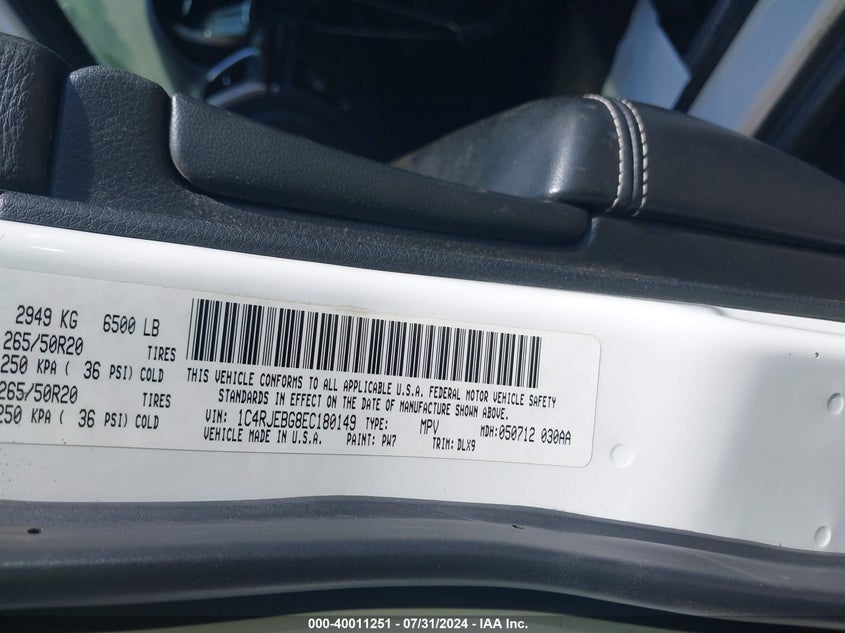 2949 KG 6500 LB
265/50R20 TIRES
250 KPA ( 36 PSI) COLD
265/50R20 TIRES
250 KPA ( 36 PSI) COLD
THIS VEHICLE CONFORMS TO ALL APPLICABLE U.S.A. FEDERAL MOTOR VEHICLE SAFETY
STANDARDS IN EFFECT ON THE DATE OF MANUFACTURE SHOWN ABOVE.
VIN: 1C4RJEBG8EC180149 TYPE: MPV MDH:050712 030AA
VEHICLE MADE IN U.S.A. PAINT: PW7 TRIM: DLX9
000-40011251 - 07/31/2024 - IAA Inc.